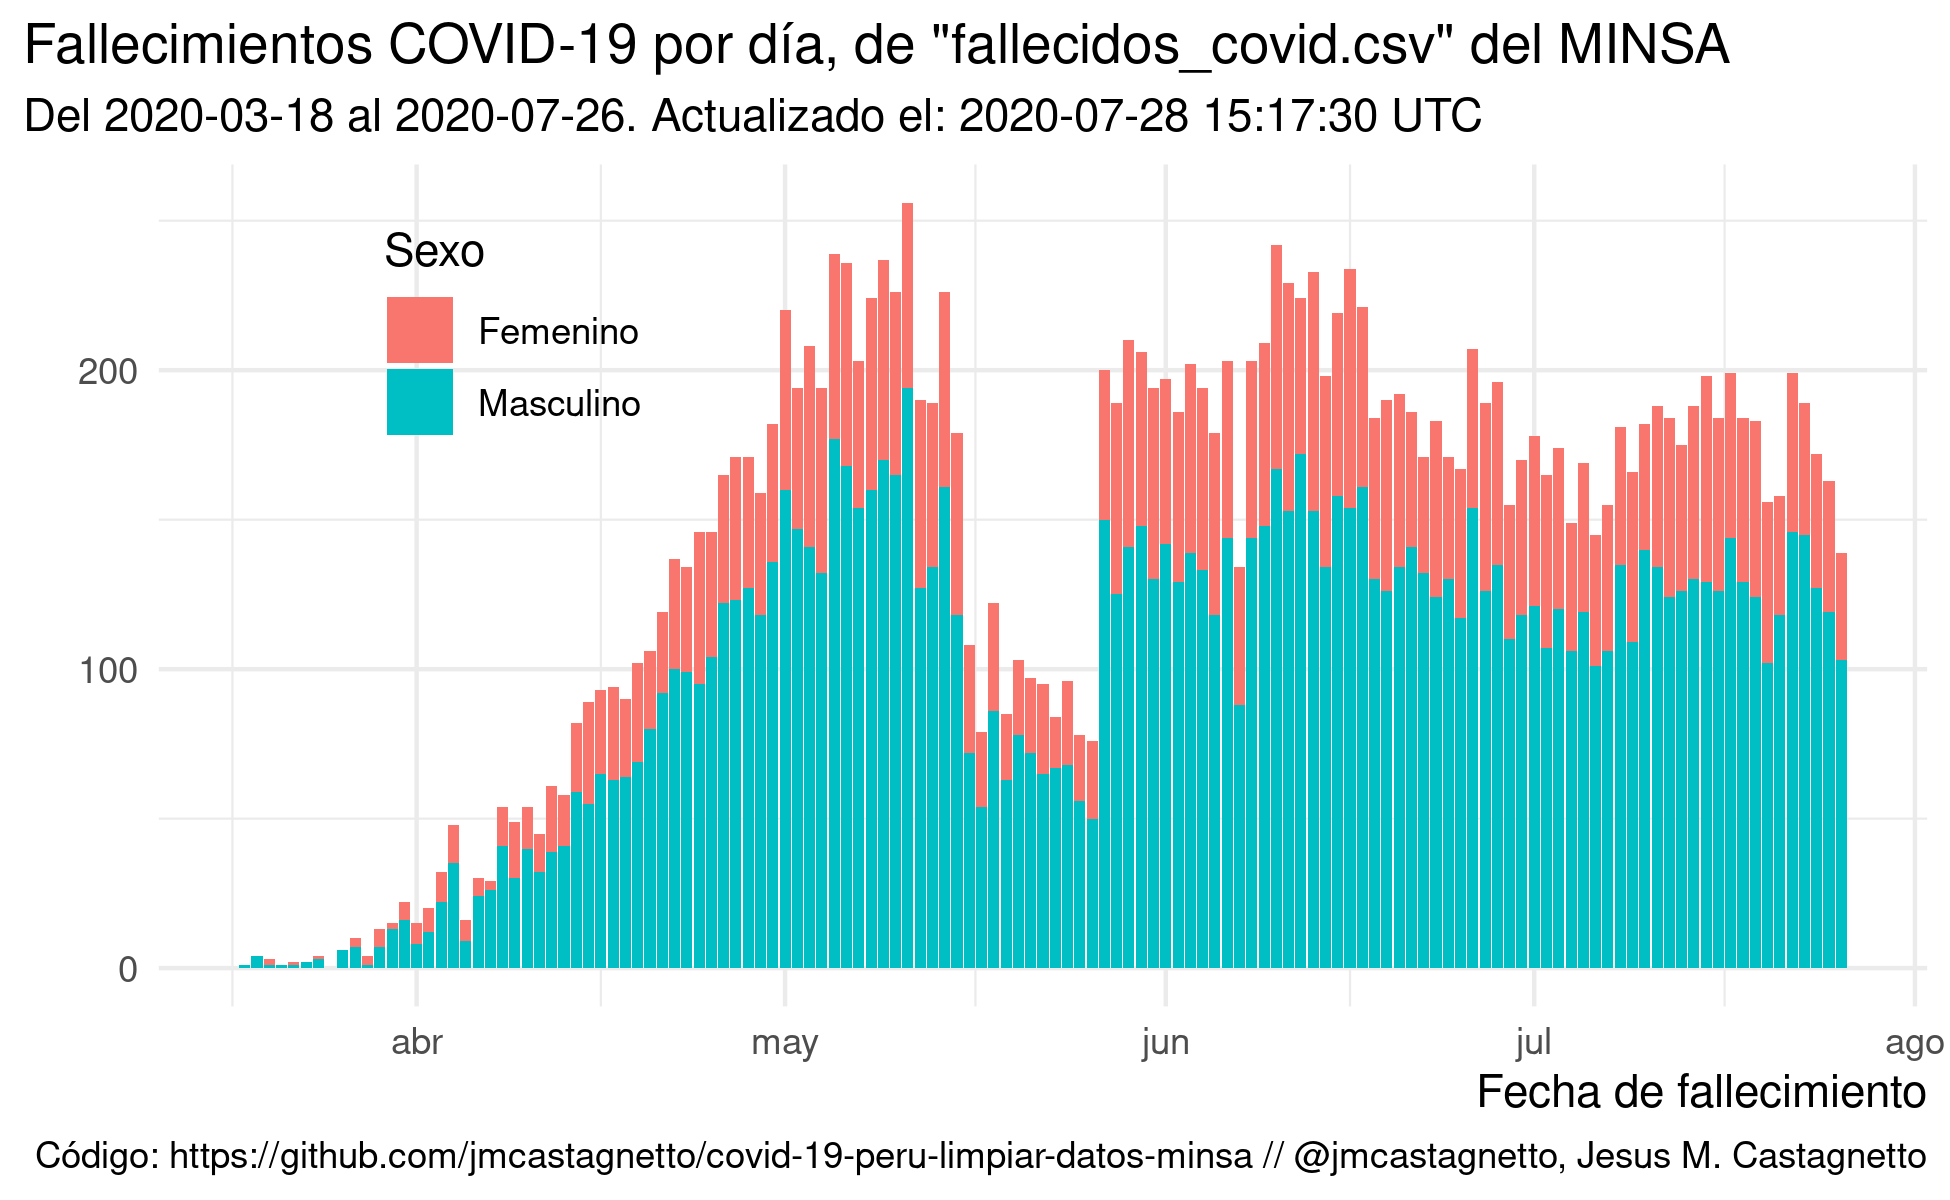 Fallecimientos COVID-19 por día, de "fallecidos_covid.csv" del MINSA
Del 2020-03-18 al 2020-07-26. Actualizado el: 2020-07-28 15:17:30 UTC
Sexo
Femenino
Masculino
200
100
0
abr may jun jul ago
Fecha de fallecimiento
Código: https://github.com/jmcastagnetto/covid-19-peru-limpiar-datos-minsa // @jmcastagnetto, Jesus M. Castagnetto